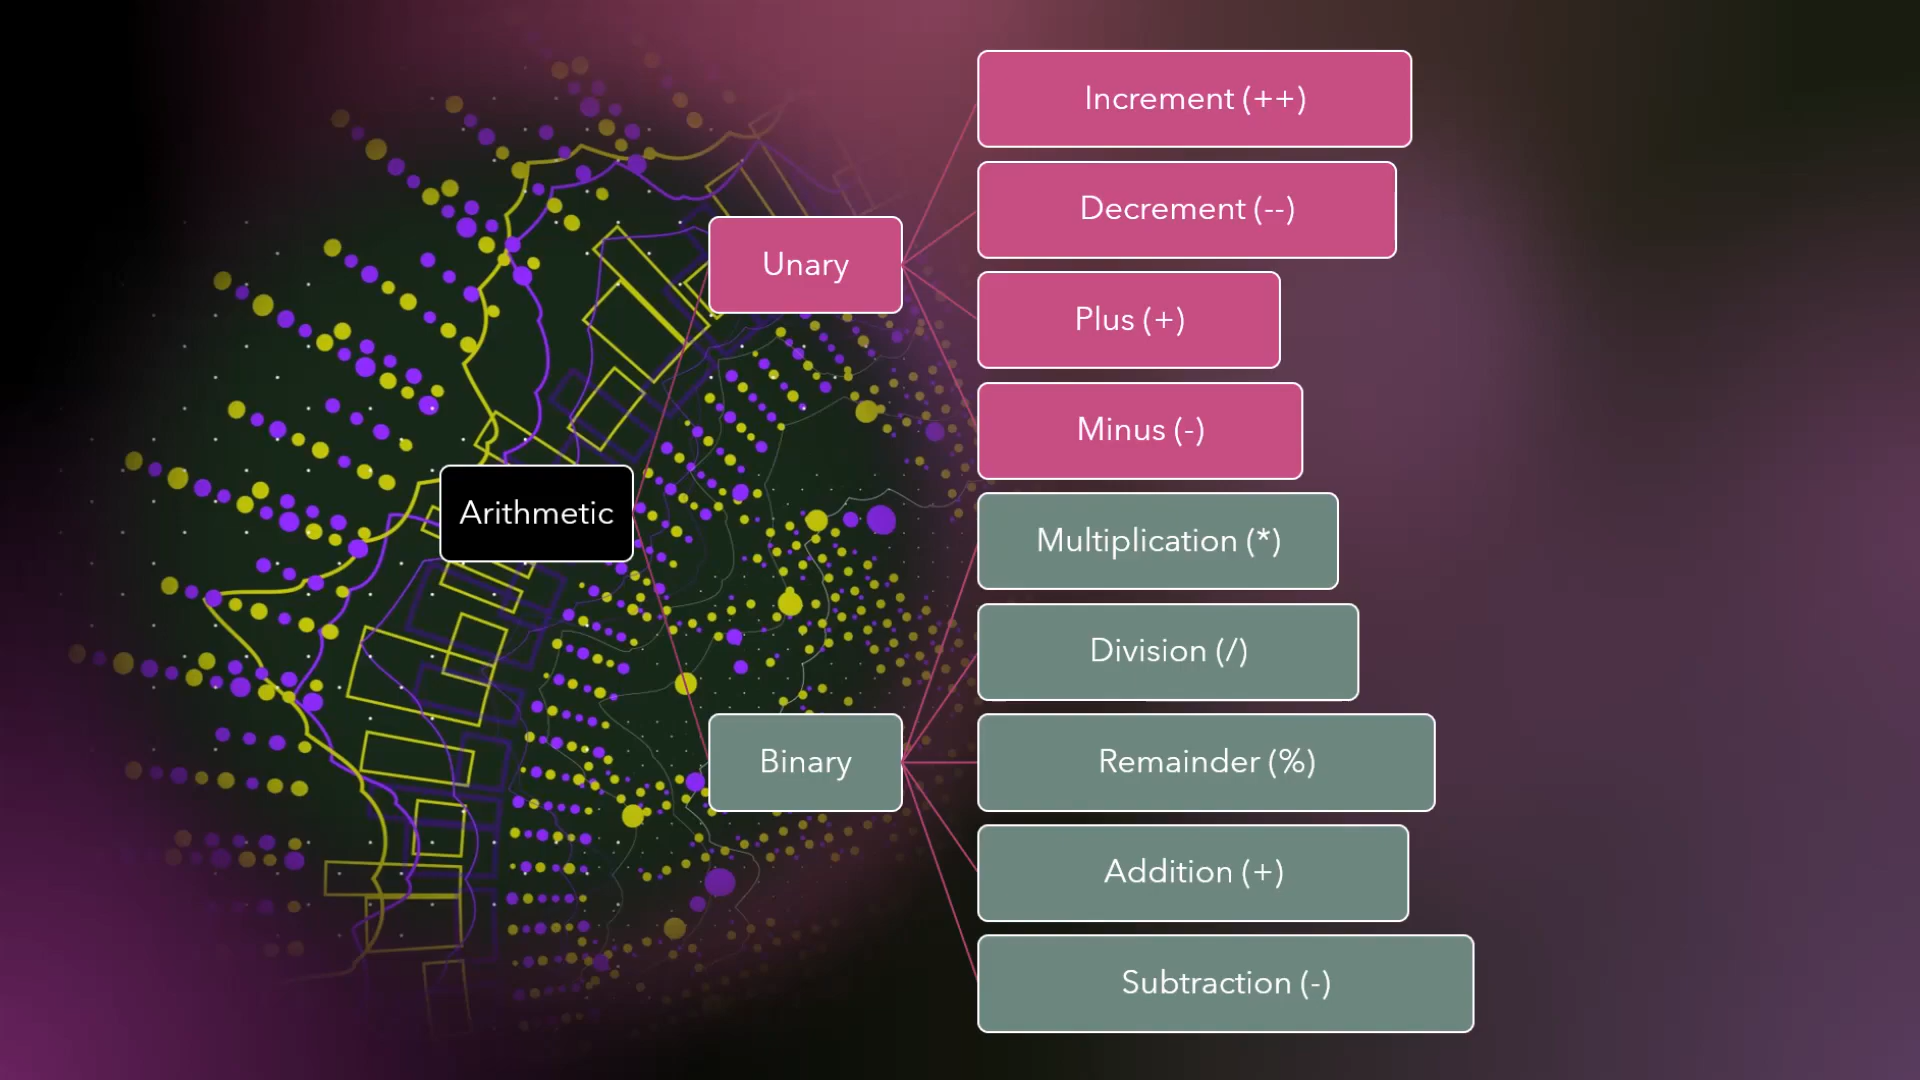 Arithmetic
Unary
Increment (++)
Decrement (--)
Plus (+)
Minus (-)
Binary
Multiplication (*)
Division (/)
Remainder (%)
Addition (+)
Subtraction (-)